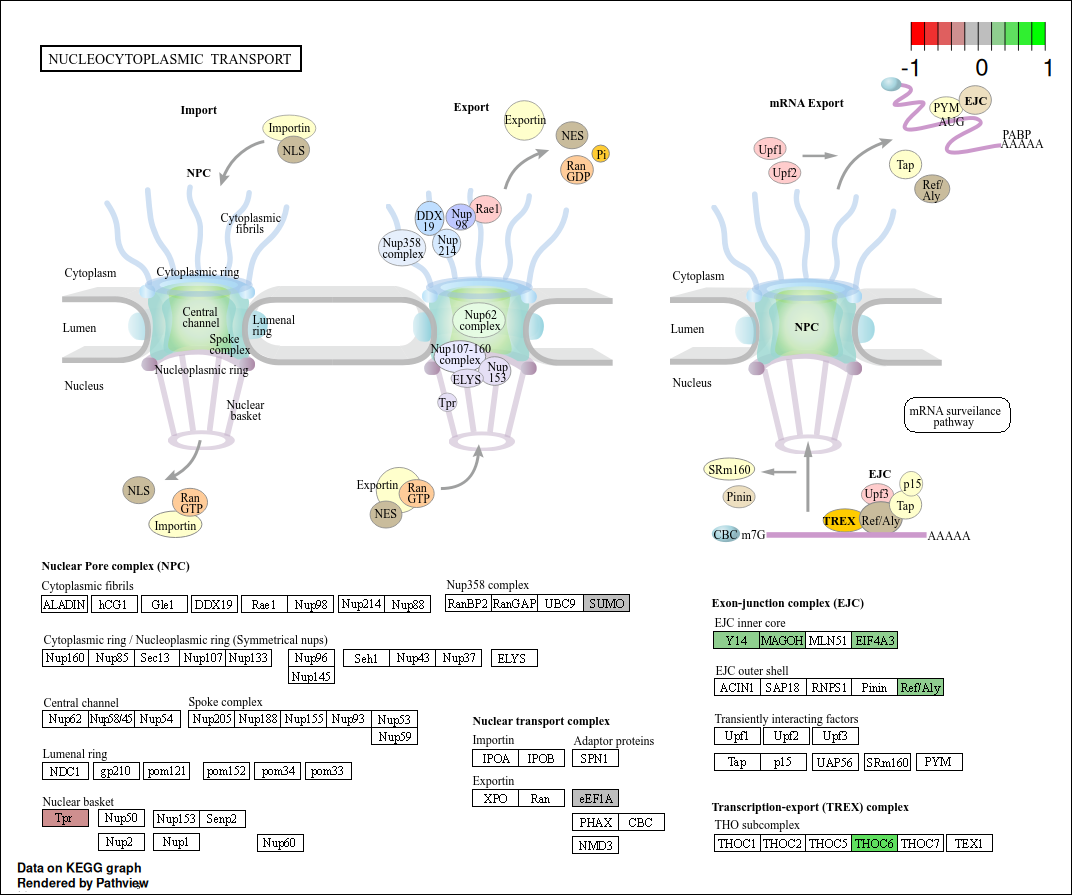 NUCLEOCYTOPLASMIC TRANSPORT
-1 0 1
Import
Importin
NLS
NPC
Cytoplasmic
fibrils
Cytoplasm
Cytoplasmic ring
Central
channel
Lumenal
ring
Lumen
Spoke
complex
Nucleoplasmic ring
Nucleus
Nuclear
basket
NLS
Ran
GTP
Importin
Export
Exportin
NES
Pi
Ran
GDP
DDX
19
Nup
98
Rae1
Nup358
complex
Nup
214
Nup62
complex
Nup107-160
complex
Nup
153
ELYS
Tpr
Exportin
Ran
GTP
NES
mRNA Export
PYM
EJC
AUG
PABP
AAAAA
Upf1
Upf2
Tap
Ref/
Aly
Cytoplasm
Lumen
NPC
Nucleus
mRNA surveilance
pathway
SRm160
Pinin
EJC
Upf3
p15
Tap
TREX
Ref/Aly
CBC m7G
AAAAA
Nuclear Pore complex (NPC)
Cytoplasmic fibrils
ALADIN hCG1 Gle1 DDX19 Rae1 Nup98 Nup214 Nup88
Nup358 complex
RanBP2 RanGAP UBC9 SUMO
Cytoplasmic ring / Nucleoplasmic ring (Symmetrical nups)
Nup160 Nup85 Sec13 Nup107 Nup133 Nup96 Seh1 Nup43 Nup37 ELYS
Nup145
Central channel
Nup62 Nup58/45 Nup54
Spoke complex
Nup205 Nup188 Nup155 Nup93 Nup53
Nup59
Lumenal ring
NDC1 gp210 pom121 pom152 pom34 pom33
Nuclear basket
Tpr Nup50 Nup153 Senp2
Nup2 Nup1 Nup60
Nuclear transport complex
Importin
IPOA IPOB
Adaptor proteins
SPN1
Exportin
XPO Ran eEF1A
PHAX CBC
NMD3
Exon-junction complex (EJC)
EJC inner core
Y14 MAGOH MLN51 EIF4A3
EJC outer shell
ACIN1 SAP18 RNPS1 Pinin Ref/Aly
Transiently interacting factors
Upf1 Upf2 Upf3
Tap p15 UAP56 SRm160 PYM
Transcription-export (TREX) complex
THO subcomplex
THOC1 THOC2 THOC5 THOC6 THOC7 TEX1
Data on KEGG graph
Rendered by Pathview